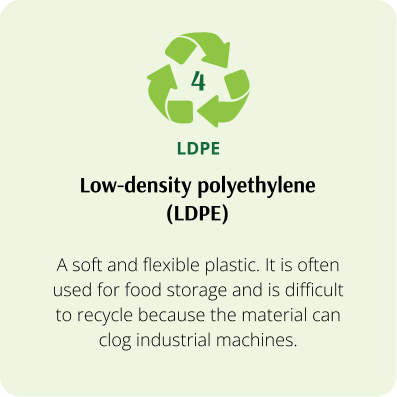 4
LDPE
Low-density polyethylene
(LDPE)
A soft and flexible plastic. It is often
used for food storage and is difficult
to recycle because the material can
clog industrial machines.